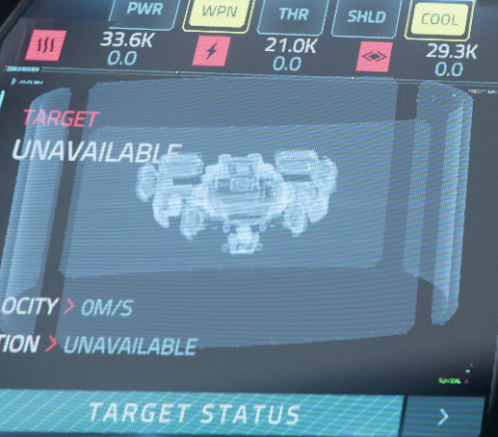 PWR WPN THR SHLD COOL
33.6K 21.0K 29.3K
0.0 0.0 0.0
TARGET
UNAVAILABLE
OCITY > 0M/S
TION > UNAVAILABLE
TARGET STATUS >